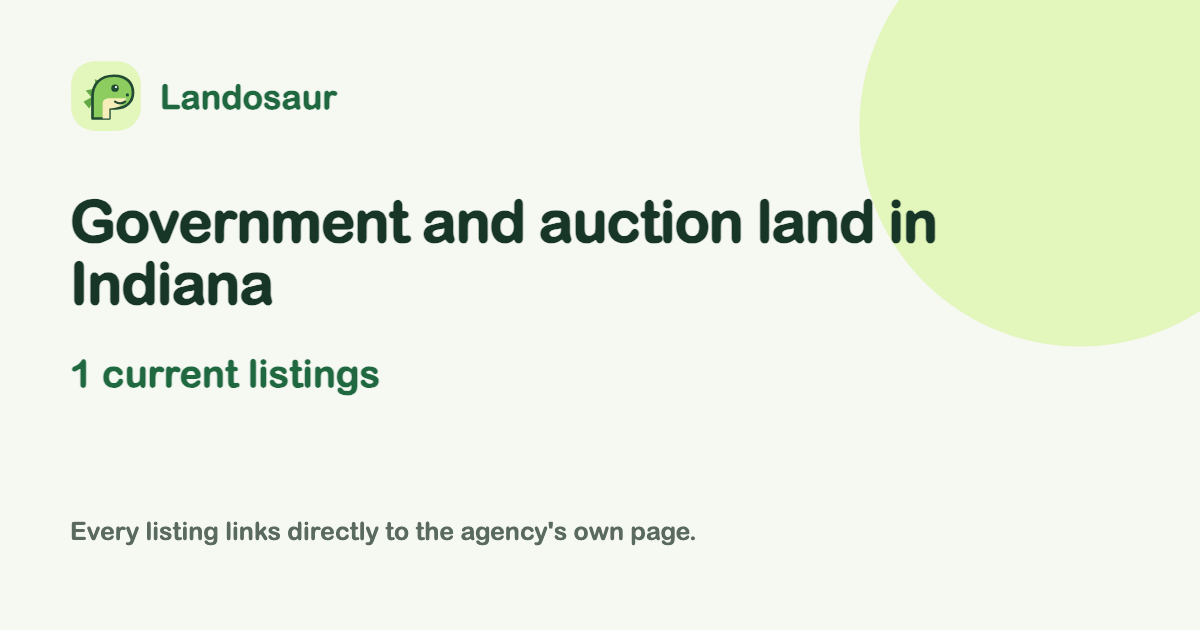 Landosaur
Government and auction land in
Indiana
1 current listings
Every listing links directly to the agency's own page.